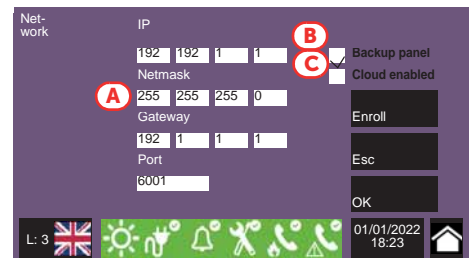 Net-
work
IP
192 192 1 1
B
Backup panel
Netmask
C
Cloud enabled
A
255 255 255 0
Enroll
Gateway
192 1 1 1
Port
Esc
6001
OK
L: 3
01/01/2022
18:23